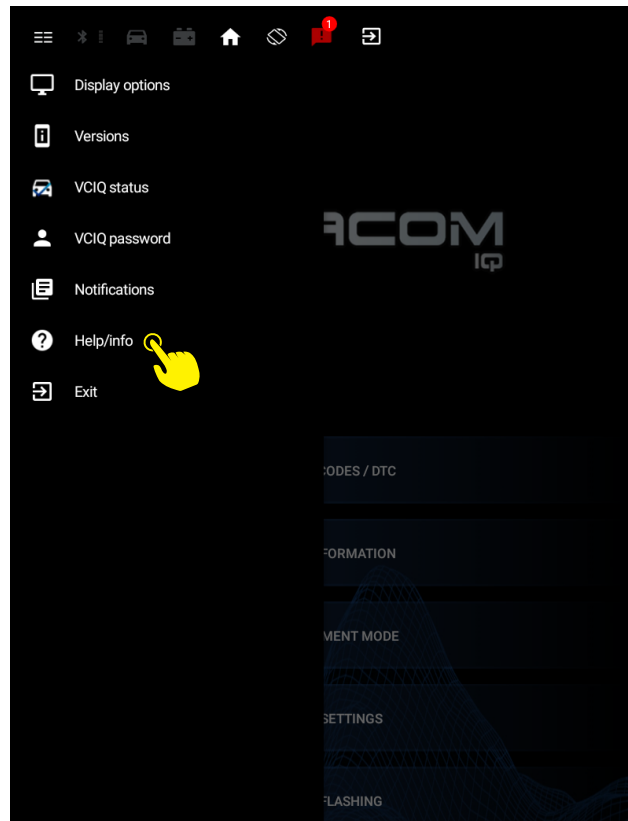 1
Display options
Versions
VCIQ status
VCIQ password
ACOM
IQ
Notifications
Help/info
Exit
CODES / DTC
FORMATION
MENT MODE
SETTINGS
FLASHING